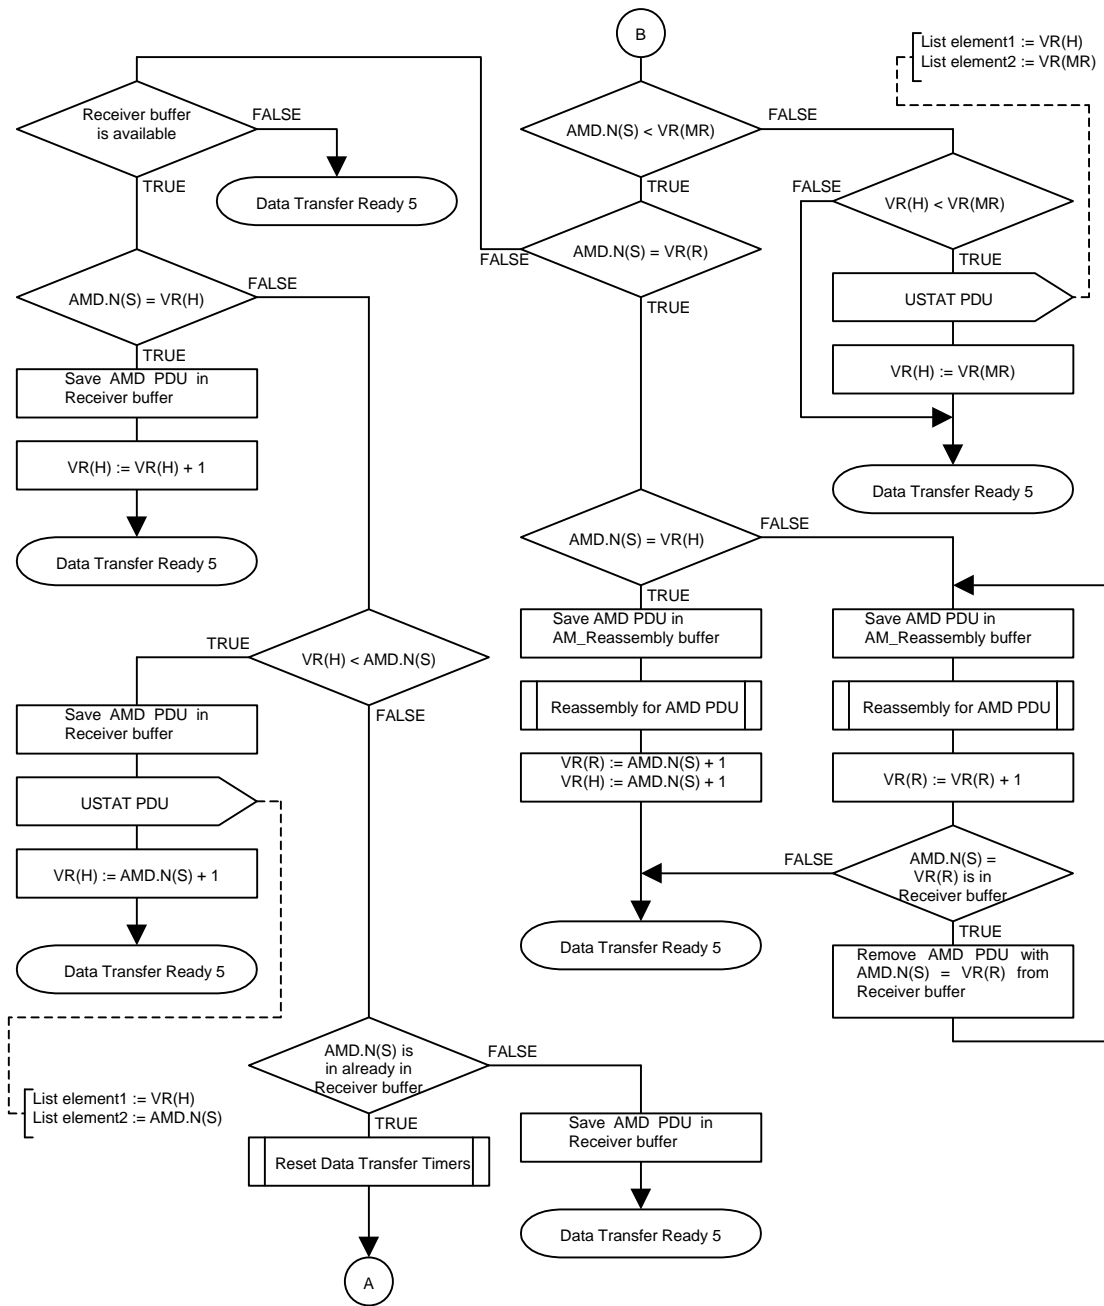 B
List element1 := VR(H)
List element2 := VR(MR)
Receiver buffer
is available
FALSE
TRUE
Data Transfer Ready 5
AMD.N(S) < VR(MR)
FALSE
TRUE
FALSE
VR(H) < VR(MR)
TRUE
AMD.N(S) = VR(R)
FALSE
TRUE
USTAT PDU
VR(H) := VR(MR)
Data Transfer Ready 5
AMD.N(S) = VR(H)
FALSE
TRUE
Save AMD PDU in
Receiver buffer
VR(H) := VR(H) + 1
Data Transfer Ready 5
AMD.N(S) = VR(H)
FALSE
TRUE
Save AMD PDU in
AM_Reassembly buffer
Reassembly for AMD PDU
VR(R) := AMD.N(S) + 1
VR(H) := AMD.N(S) + 1
Save AMD PDU in
AM_Reassembly buffer
Reassembly for AMD PDU
VR(R) := VR(R) + 1
FALSE
AMD.N(S) =
VR(R) is in
Receiver buffer
TRUE
Remove AMD PDU with
AMD.N(S) = VR(R) from
Receiver buffer
Data Transfer Ready 5
TRUE
VR(H) < AMD.N(S)
FALSE
Save AMD PDU in
Receiver buffer
USTAT PDU
VR(H) := AMD.N(S) + 1
Data Transfer Ready 5
List element1 := VR(H)
List element2 := AMD.N(S)
AMD.N(S) is
in already in
Receiver buffer
FALSE
TRUE
Save AMD PDU in
Receiver buffer
Reset Data Transfer Timers
Data Transfer Ready 5
A